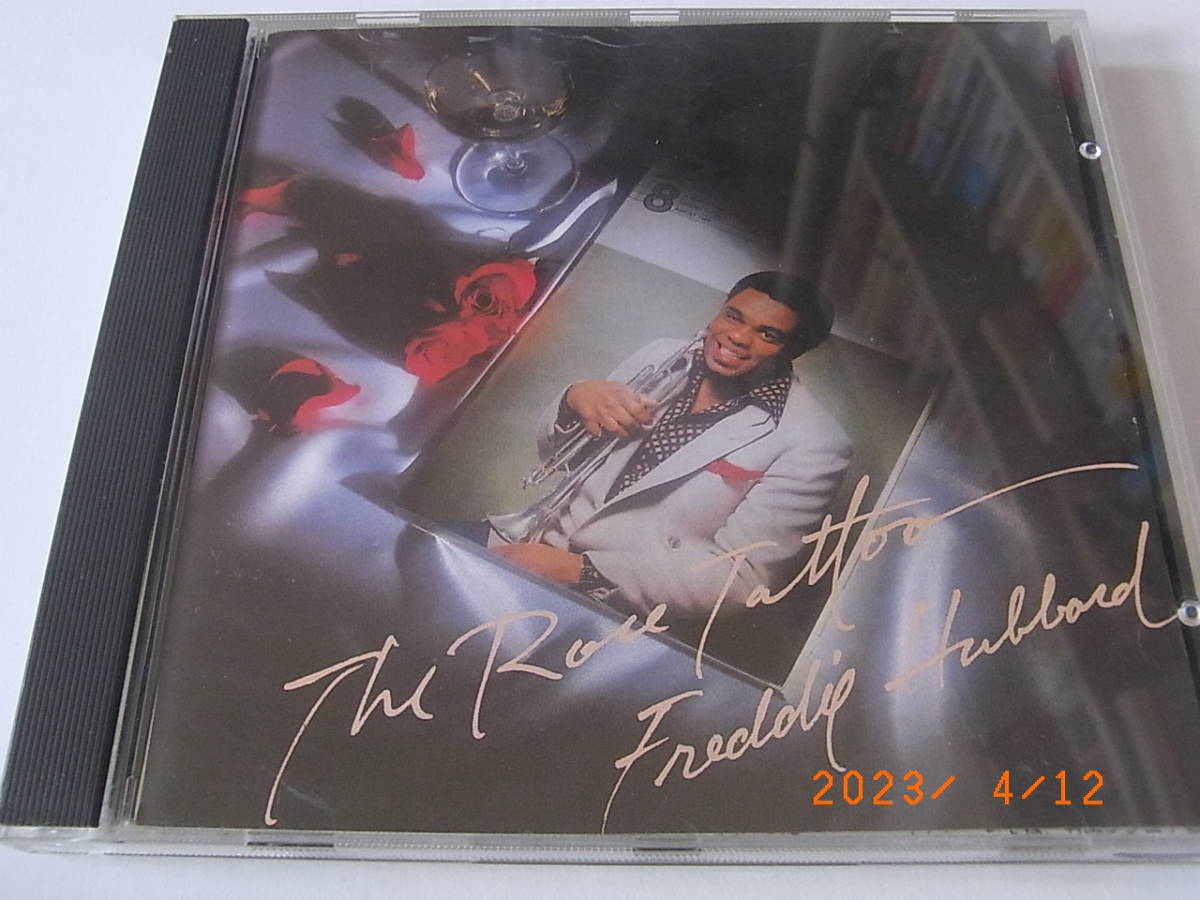 8
The Rose Tattoo
Freddie Hubbard
2023/ 4/12